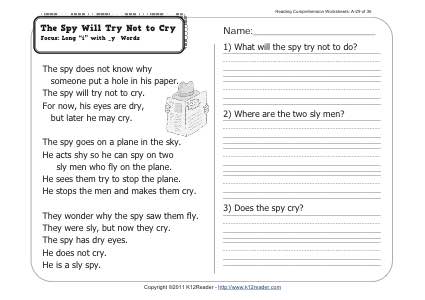 Reading Comprehension Worksheets: A-29 of 36
The Spy Will Try Not to Cry
Focus: Long "i" with _y Words
Name:
The spy does not know why
someone put a hole in his paper.
The spy will try not to cry.
For now, his eyes are dry,
but later he may cry.
The spy goes on a plane in the sky.
He acts shy so he can spy on two
sly men who fly on the plane.
He sees them try to stop the plane.
He stops the men and makes them cry.
They wonder why the spy saw them fly.
They were sly, but now they cry.
The spy has dry eyes.
He does not cry.
He is a sly spy.
1) What will the spy try not to do?
2) Where are the two sly men?
3) Does the spy cry?
Copyright ©2011 K12Reader - http://www.k12reader.com